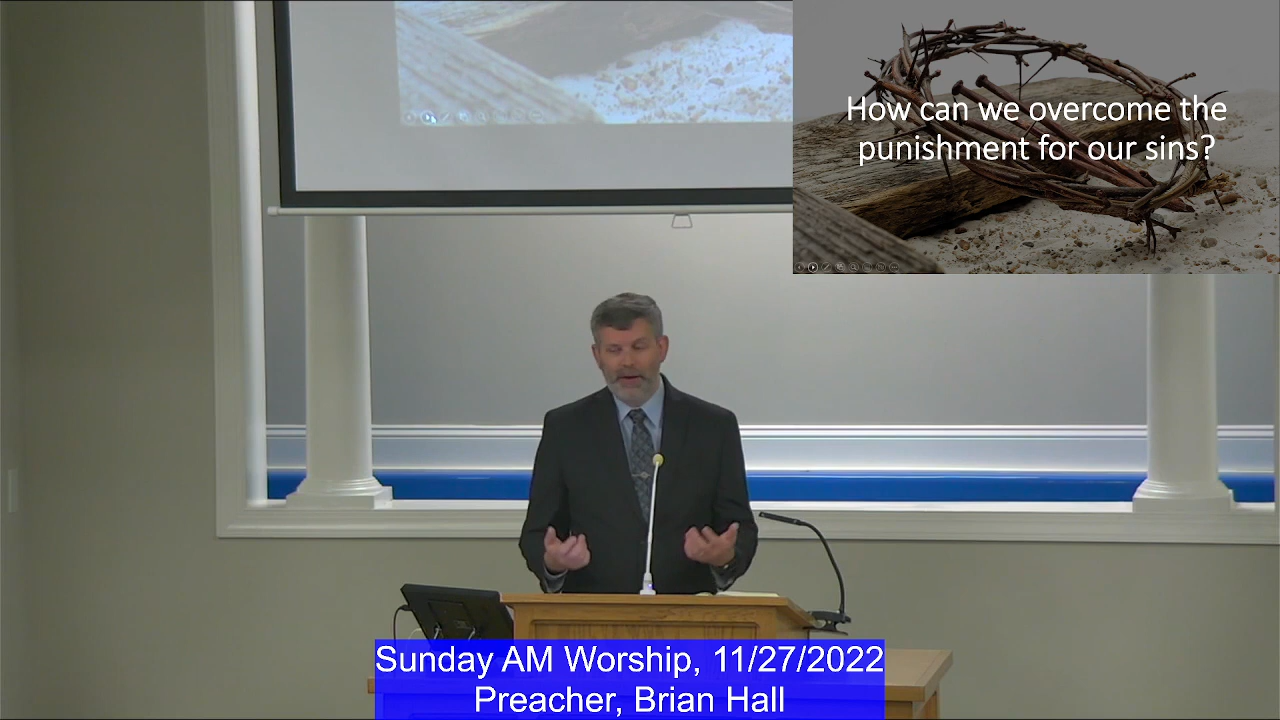 How can we overcome the
punishment for our sins?
Sunday AM Worship, 11/27/2022
Preacher, Brian Hall